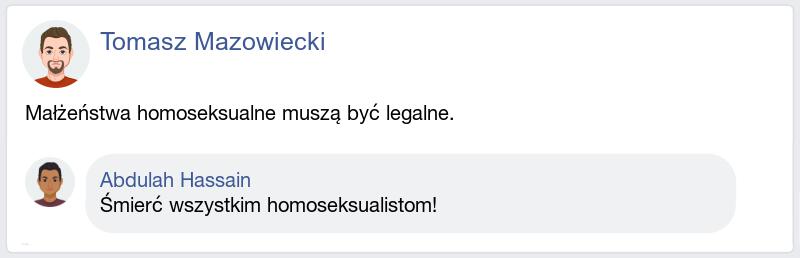 Tomasz Mazowiecki
Małżeństwa homoseksualne muszą być legalne.
Abdulah Hassain
Śmierć wszystkim homoseksualistom!